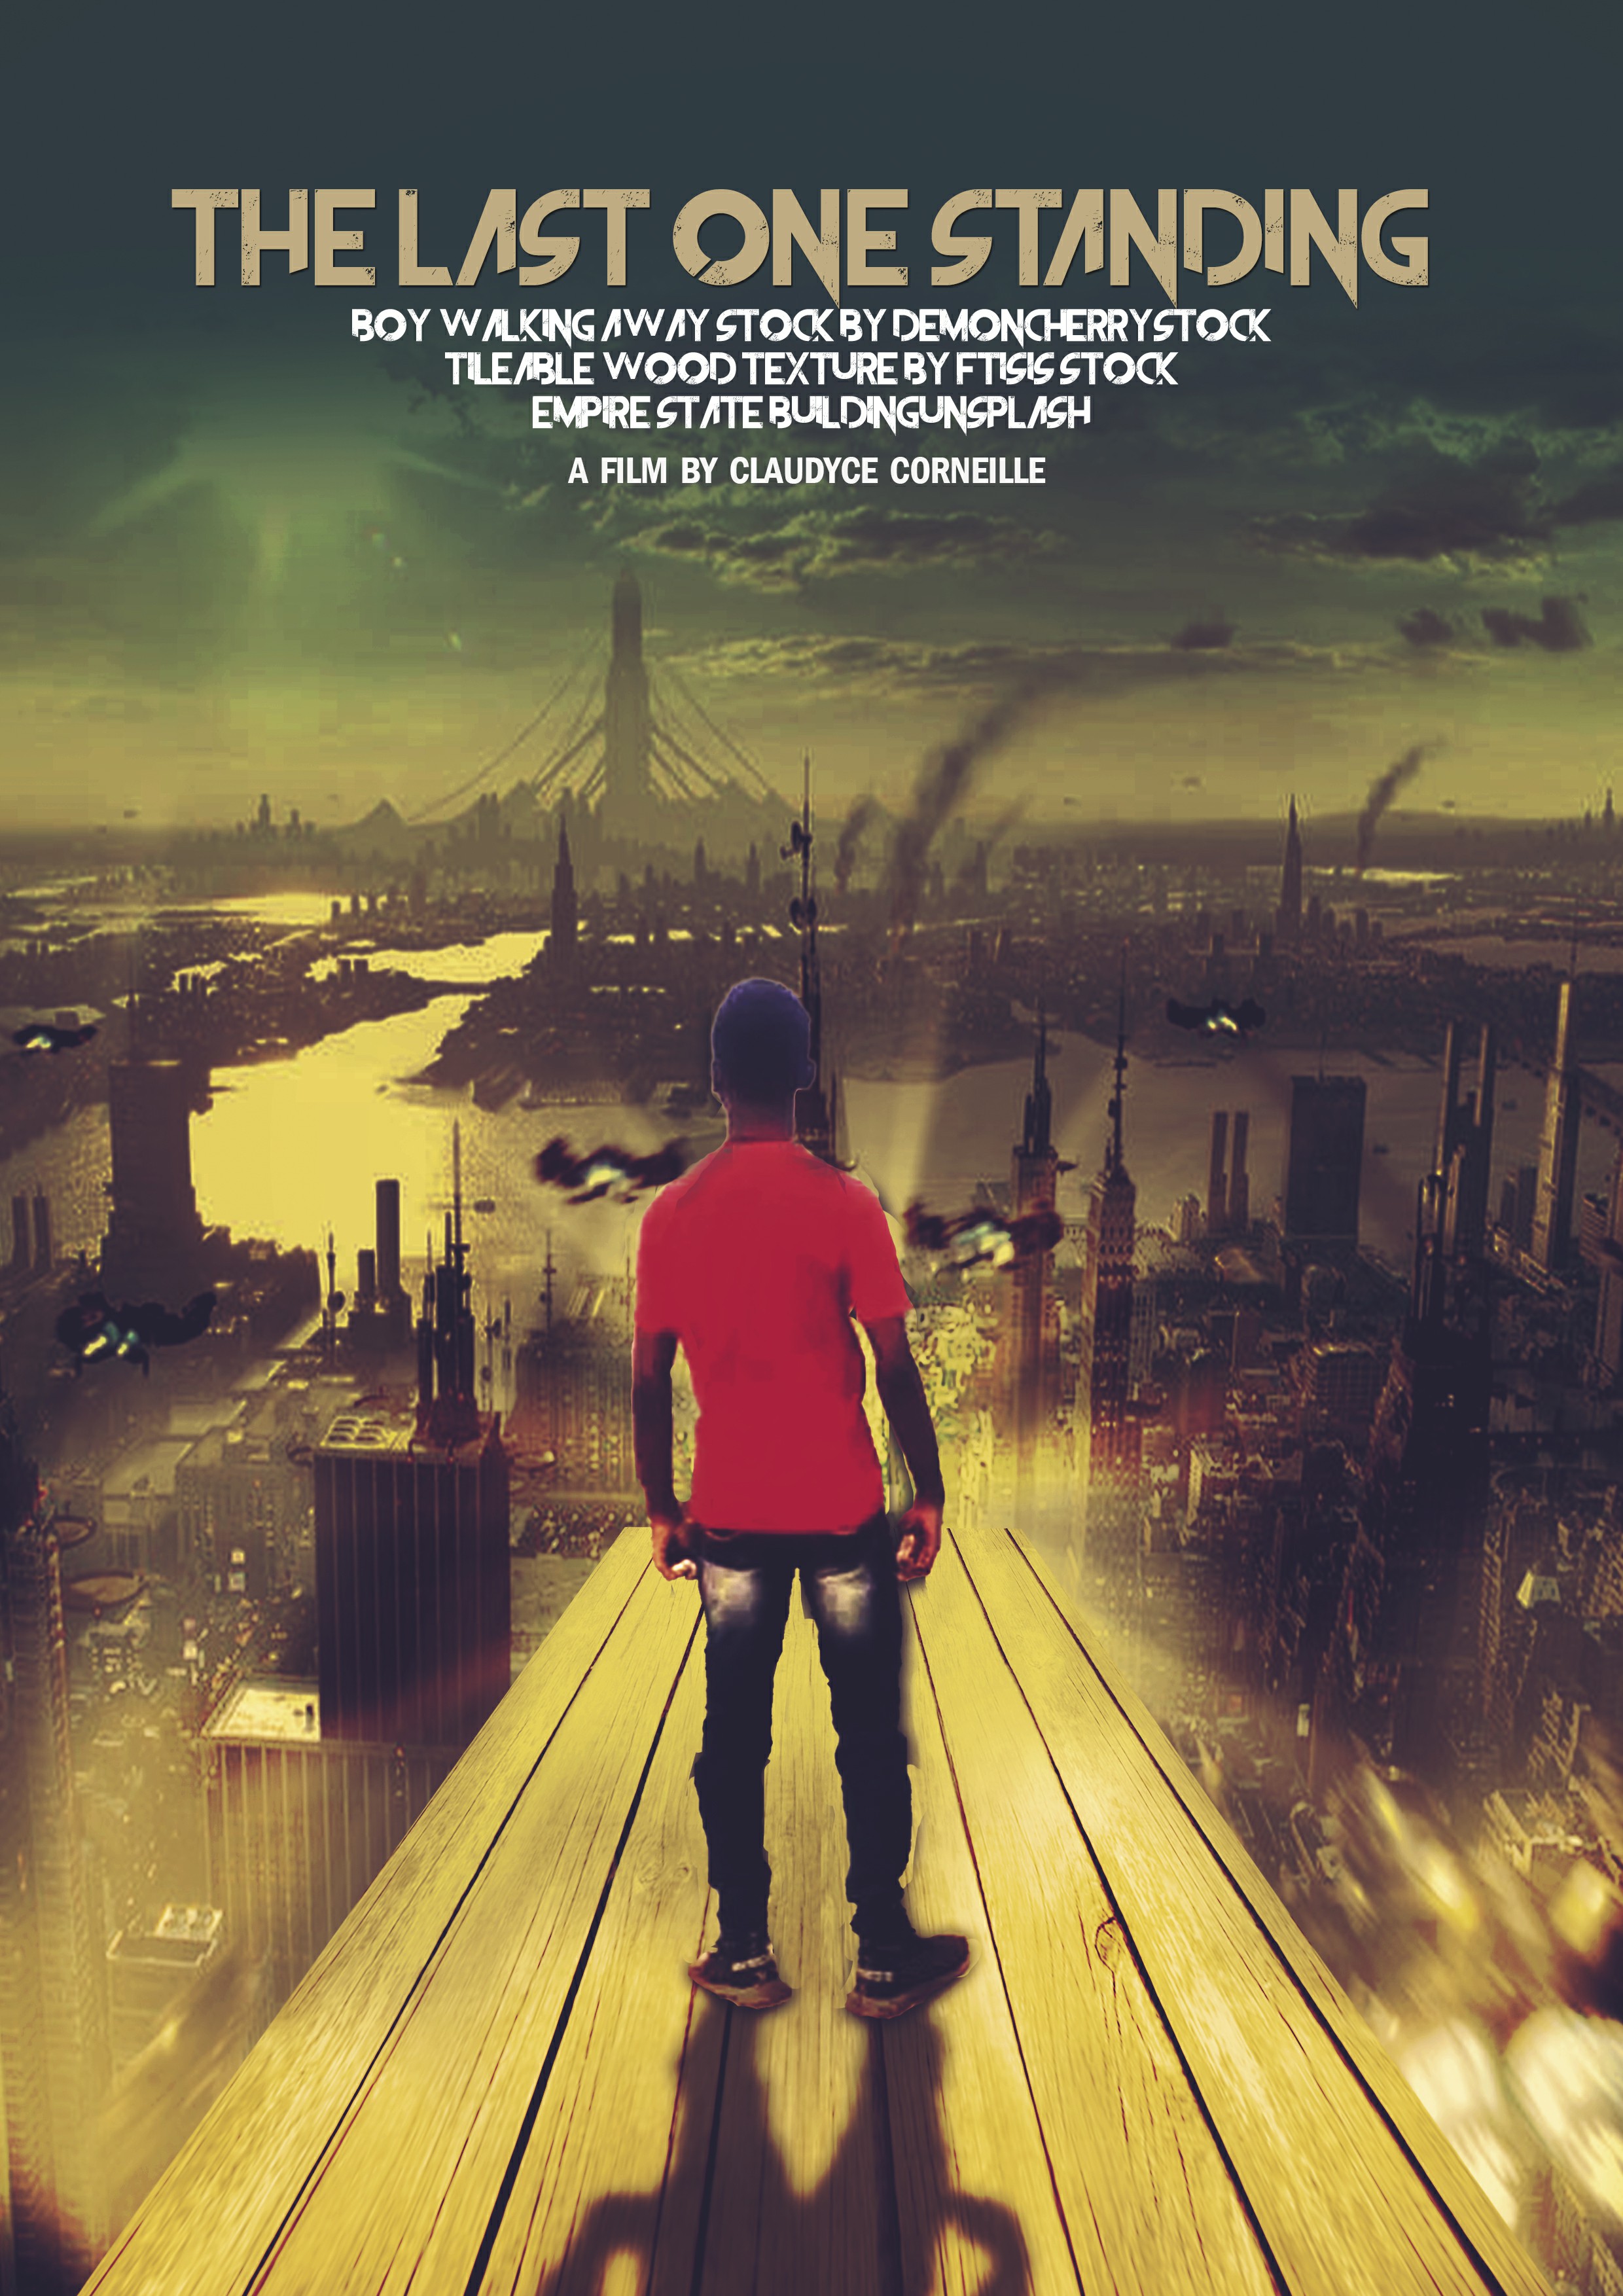 THE LAST ONE STANDING
BOY WALKING AWAY STOCK BY DEMONCHERRYSTOCK
TILEABLE WOOD TEXTURE BY FTISIS STOCK
EMPIRE STATE BUILDINGUNSPLASH
A FILM BY CLAUDYCE CORNEILLE